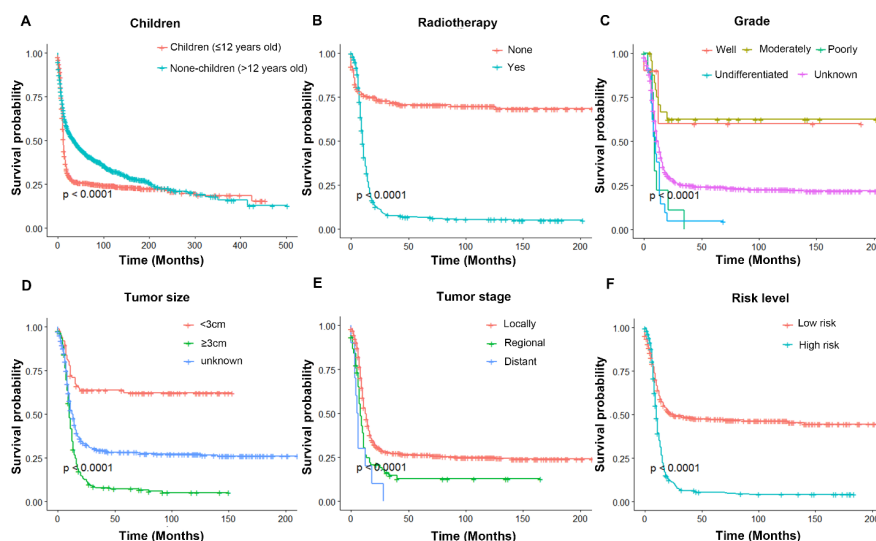 A
Children
Children (≤12 years old)
None-children (>12 years old)
Survival probability
1.00
0.75
0.50
0.25
0.00
p < 0.0001
0 100 200 300 400 500
Time (Months)
B
Radiotherapy
None
Yes
Survival probability
1.00
0.75
0.50
0.25
0.00
p < 0.0001
0 50 100 150 200
Time (Months)
C
Grade
Well Moderately Poorly
Undifferentiated Unknown
Survival probability
1.00
0.75
0.50
0.25
0.00
p < 0.0001
0 50 100 150 200
Time (Months)
D
Tumor size
<3cm
≥3cm
unknown
Survival probability
1.00
0.75
0.50
0.25
0.00
p < 0.0001
0 50 100 150 200
Time (Months)
E
Tumor stage
Locally
Regional
Distant
Survival probability
1.00
0.75
0.50
0.25
0.00
p < 0.0001
0 50 100 150 200
Time (Months)
F
Risk level
Low risk
High risk
Survival probability
1.00
0.75
0.50
0.25
0.00
p < 0.0001
0 50 100 150 200
Time (Months)